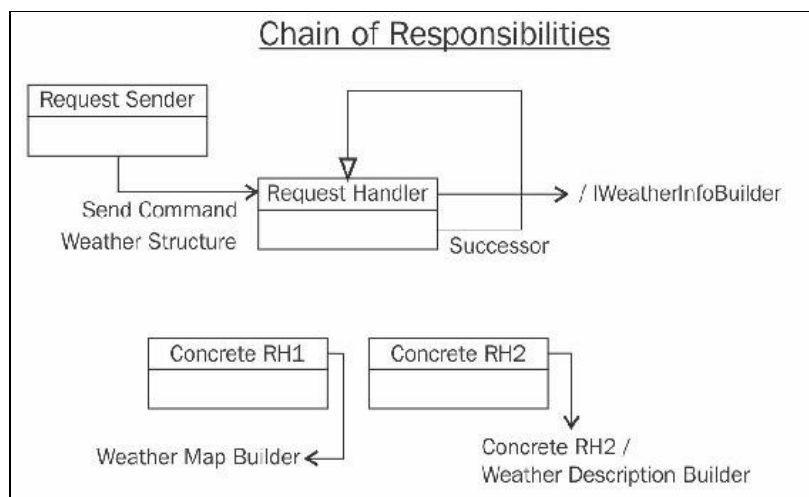 Chain of Responsibilities
Request Sender
Request Handler
/ IWeatherInfoBuilder
Send Command
Weather Structure
Successor
Concrete RH1
Concrete RH2
Weather Map Builder
Concrete RH2 /
Weather Description Builder